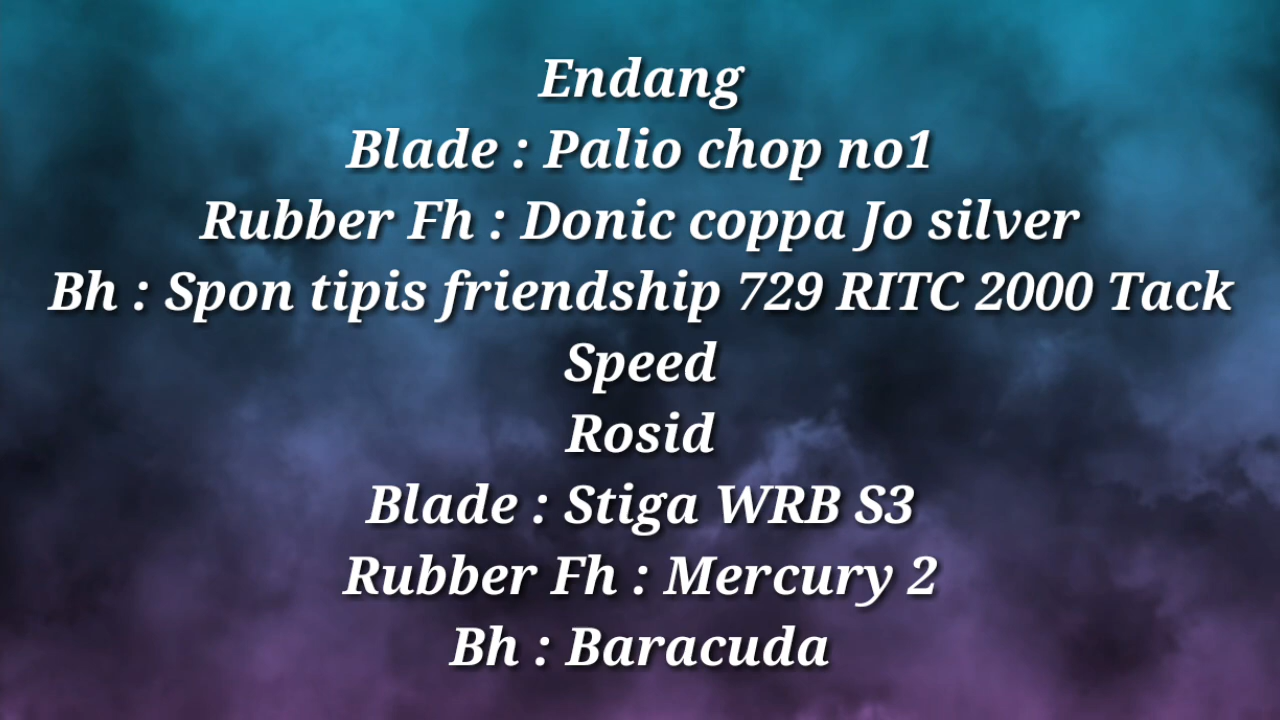 Endang
Blade : Palio chop no1
Rubber Fh : Donic coppa Jo silver
Bh : Spon tipis friendship 729 RITC 2000 Tack
Speed
Rosid
Blade : Stiga WRB S3
Rubber Fh : Mercury 2
Bh : Baracuda